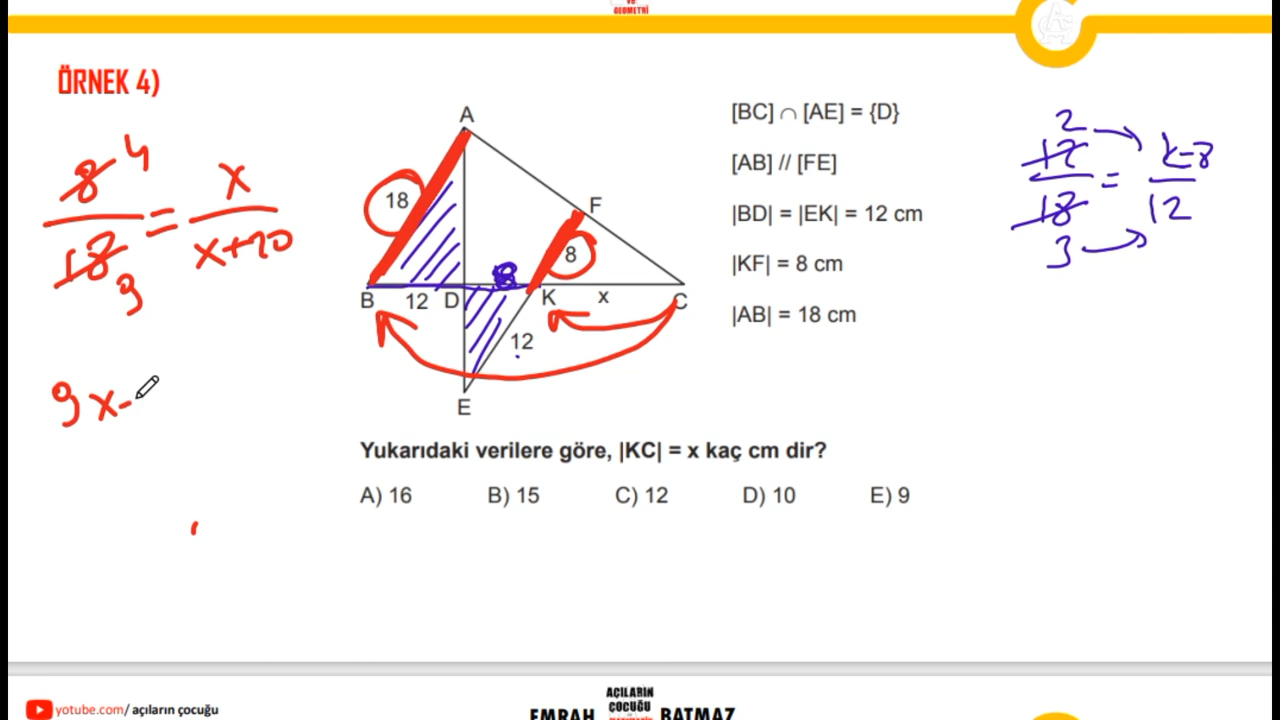 VE
GEOMETRİ
ÖRNEK 4)
8 4
18 9
=
x
x+20
9x-
A
18
F
8
8
B 12 D K x C
12
E
[BC] ∩ [AE] = {D}
[AB] // [FE]
|BD| = |EK| = 12 cm
|KF| = 8 cm
|AB| = 18 cm
2
12
18
3
=
k=8
12
Yukarıdaki verilere göre, |KC| = x kaç cm dir?
A) 16 B) 15 C) 12 D) 10 E) 9
yotube.com/ açıların çocuğu
AÇILARIN
ÇOCUĞU
EMRAH BATMAZ